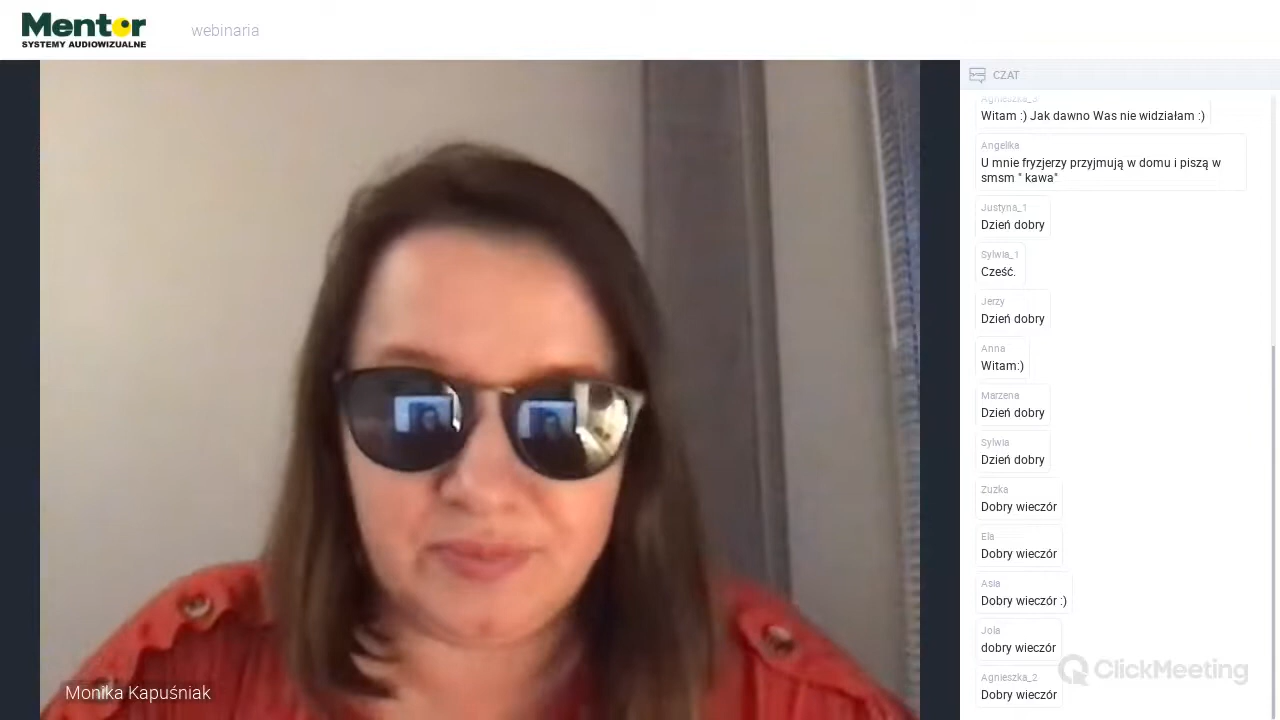 Mentor
SYSTEMY AUDIOWIZUALNE
webinaria
CZAT
Agnieszka_3
Witam :) Jak dawno Was nie widziałam :)
Angelika
U mnie fryzjerzy przyjmują w domu i piszą w
smsm " kawa"
Justyna_1
Dzień dobry
Sylwia_1
Cześć.
Jerzy
Dzień dobry
Anna
Witam:)
Marzena
Dzień dobry
Sylwia
Dzień dobry
Zuzka
Dobry wieczór
Ela
Dobry wieczór
Asia
Dobry wieczór :)
Jola
dobry wieczór
Agnieszka_2
Dobry wieczór
ClickMeeting
Monika Kapuśniak